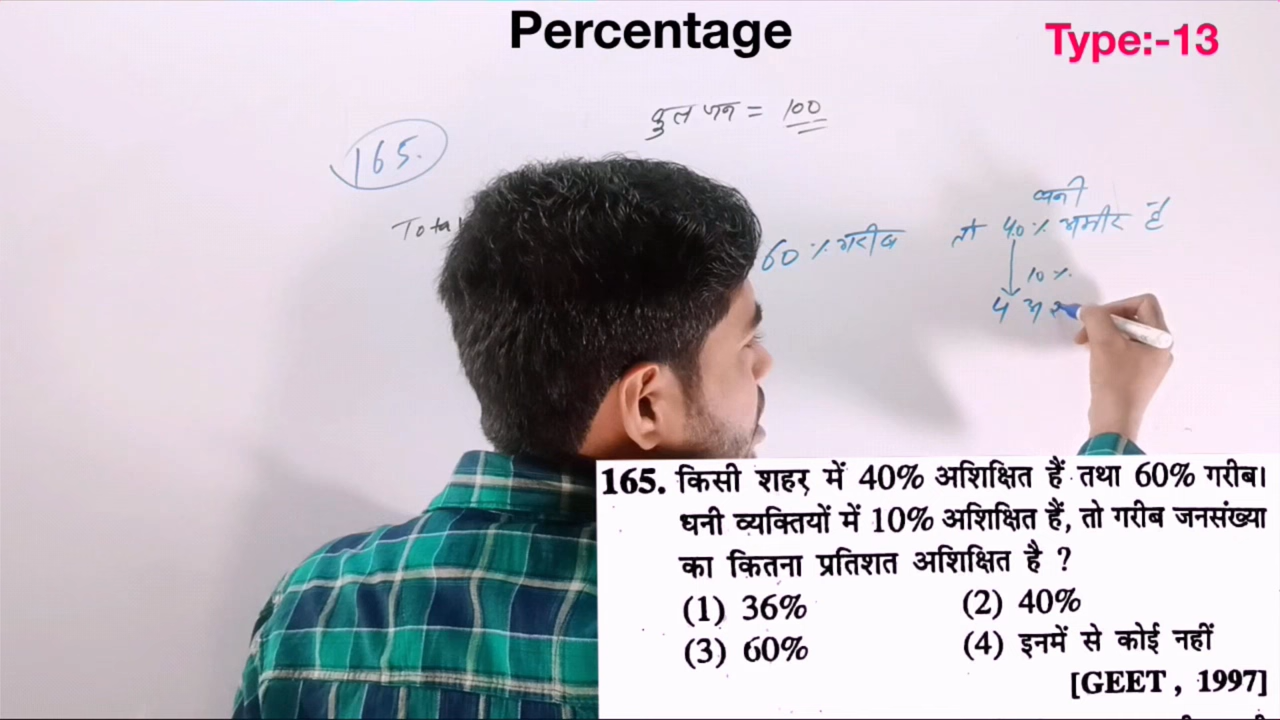 Percentage
Type:-13
कुल जन = 100
165.
Total
60% गरीब
तो 40% अमीर है
धनी
10%
4 अ
165. किसी शहर में 40% अशिक्षित हैं तथा 60% गरीब।
धनी व्यक्तियों में 10% अशिक्षित हैं, तो गरीब जनसंख्या
का कितना प्रतिशत अशिक्षित है ?
(1) 36% (2) 40%
(3) 60% (4) इनमें से कोई नहीं
[GEET , 1997]